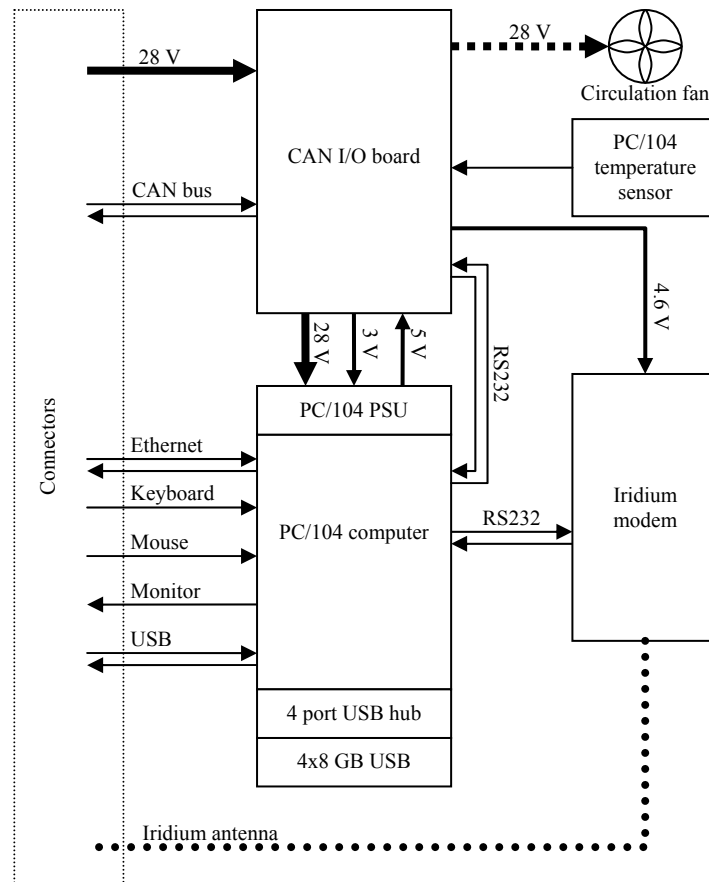 28 V
28 V
Circulation fan
CAN I/O board
PC/104
temperature
sensor
CAN bus
4.6 V
28 V
3 V
5 V
RS232
PC/104 PSU
Connectors
Ethernet
Keyboard
PC/104 computer
RS232
Iridium
modem
Mouse
Monitor
USB
4 port USB hub
4x8 GB USB
Iridium antenna